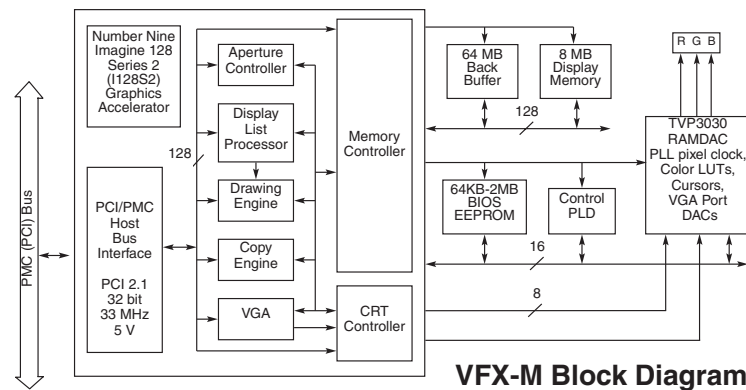 PMC (PCI) Bus
Number Nine
Imagine 128
Series 2
(I128S2)
Graphics
Accelerator
PCI/PMC
Host
Bus
Interface
PCI 2.1
32 bit
33 MHz
5 V
128
Aperture
Controller
Display
List
Processor
Drawing
Engine
Copy
Engine
VGA
Memory
Controller
CRT
Controller
64 MB
Back
Buffer
8 MB
Display
Memory
128
64KB-2MB
BIOS
EEPROM
Control
PLD
16
8
R G B
TVP3030
RAMDAC
PLL pixel clock,
Color LUTs,
Cursors,
VGA Port
DACs
VFX-M Block Diagram